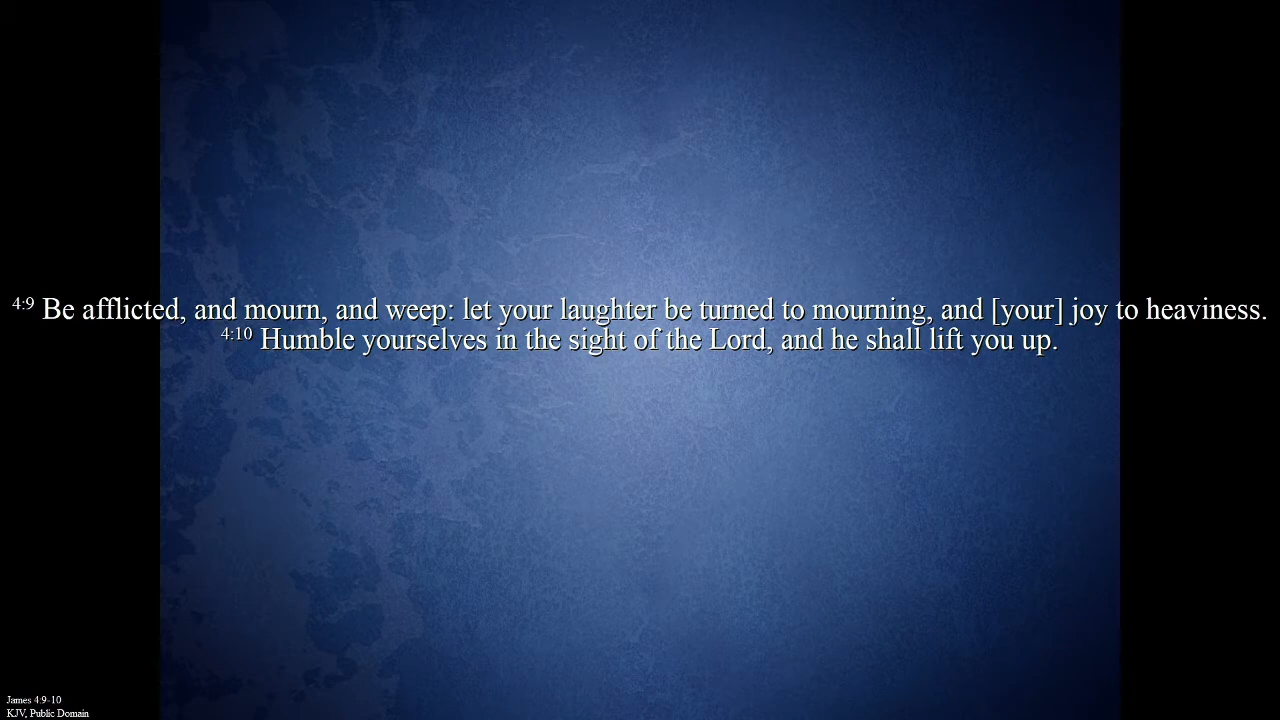 4:9 Be afflicted, and mourn, and weep: let your laughter be turned to mourning, and [your] joy to heaviness.
4:10 Humble yourselves in the sight of the Lord, and he shall lift you up.
James 4:9-10
KJV, Public Domain